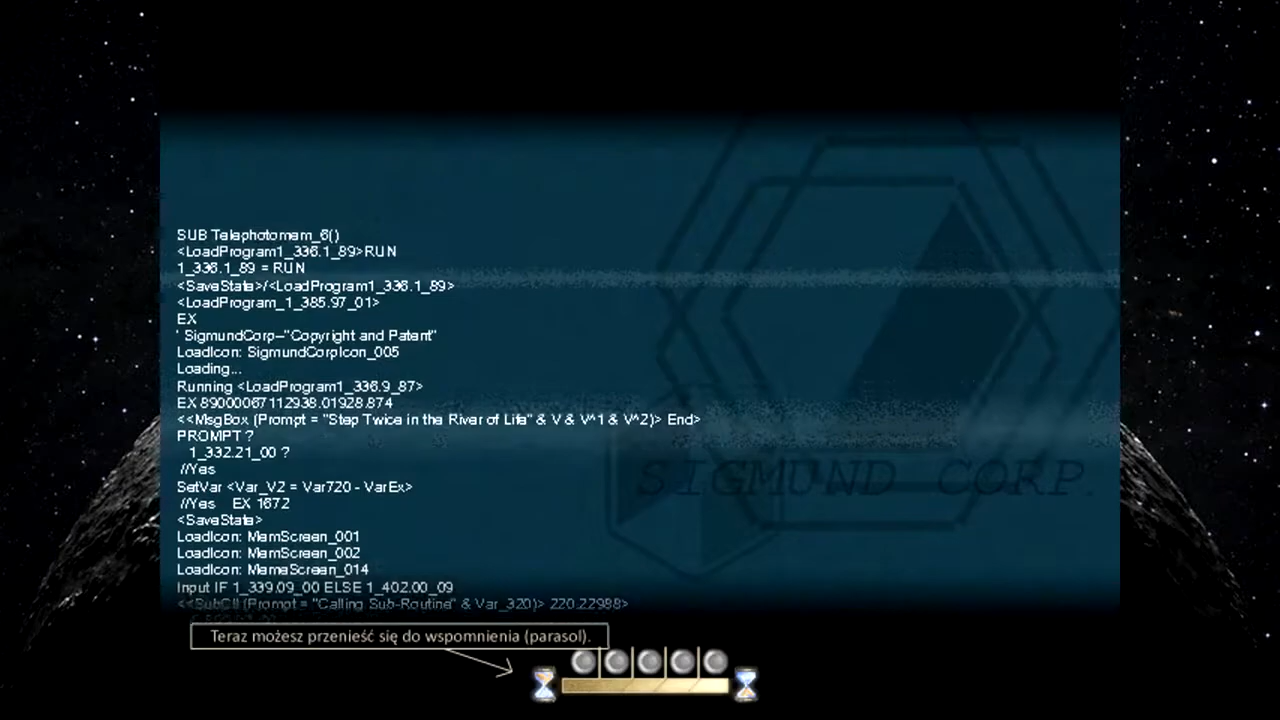 SUB Telephotomem_6()
<LoadProgram1_336.1_89>RUN
1_336.1_89 = RUN
<SaveState>/<LoadProgram1_336.1_89>
<LoadProgram_1_385.97_01>
EX
' SigmundCorp--"Copyright and Patent"
LoadIcon: SigmundCorpIcon_005
Loading...
Running <LoadProgram1_336.9_87>
EX 89000067112938.01928.874
<<MsgBox (Prompt = "Step Twice in the River of Life" & V & V^1 & V^2)> End>
PROMPT ?
1_332.21_00 ?
//Yes
SetVar <Var_V2 = Var720 - VarEx>
//Yes EX 1672
<SaveState>
LoadIcon: MemScreen_001
LoadIcon: MemScreen_002
LoadIcon: MemeScreen_014
Input IF 1_339.09_00 ELSE 1_402.00_09
<<SubCll (Prompt = "Calling Sub-Routine" & Var_320)> 220.22988>
SIGMUND CORP.
Teraz możesz przenieść się do wspomnienia (parasol).